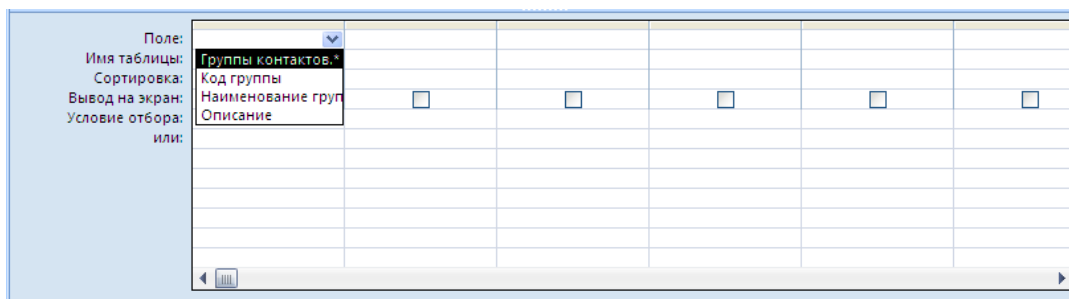 Поле:
Имя таблицы: Группы контактов.*
Сортировка: Код группы
Вывод на экран: Наименование груп
Условие отбора: Описание
или: